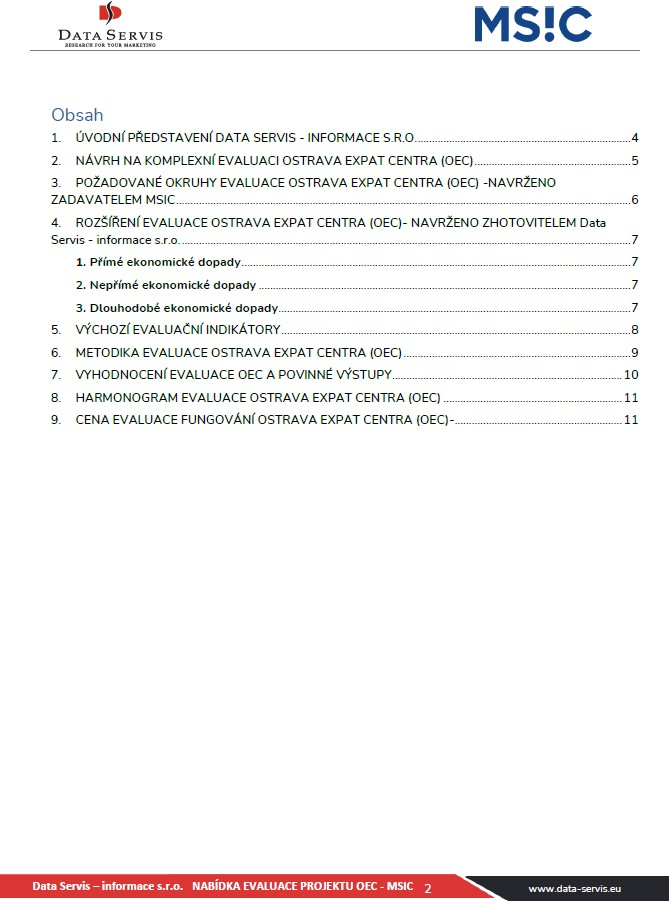 DATA SERVIS
RESEARCH FOR YOUR MARKETING
MS!C
Obsah
1. ÚVODNÍ PŘEDSTAVENÍ DATA SERVIS - INFORMACE S.R.O. 4
2. NÁVRH NA KOMPLEXNÍ EVALUACI OSTRAVA EXPAT CENTRA (OEC) 5
3. POŽADOVANÉ OKRUHY EVALUACE OSTRAVA EXPAT CENTRA (OEC) -NAVRŽENO
ZADAVATELEM MSIC 6
4. ROZŠÍŘENÍ EVALUACE OSTRAVA EXPAT CENTRA (OEC)- NAVRŽENO ZHOTOVITELEM Data
Servis - informace s.r.o. 7
1. Přímé ekonomické dopady 7
2. Nepřímé ekonomické dopady 7
3. Dlouhodobé ekonomické dopady 7
5. VÝCHOZÍ EVALUAČNÍ INDIKÁTORY 8
6. METODIKA EVALUACE OSTRAVA EXPAT CENTRA (OEC) 9
7. VYHODNOCENÍ EVALUACE OEC A POVINNÉ VÝSTUPY 10
8. HARMONOGRAM EVALUACE OSTRAVA EXPAT CENTRA (OEC) 11
9. CENA EVALUACE FUNGOVÁNÍ OSTRAVA EXPAT CENTRA (OEC)- 11
Data Servis – informace s.r.o. NABÍDKA EVALUACE PROJEKTU OEC - MSIC 2
www.data-servis.eu